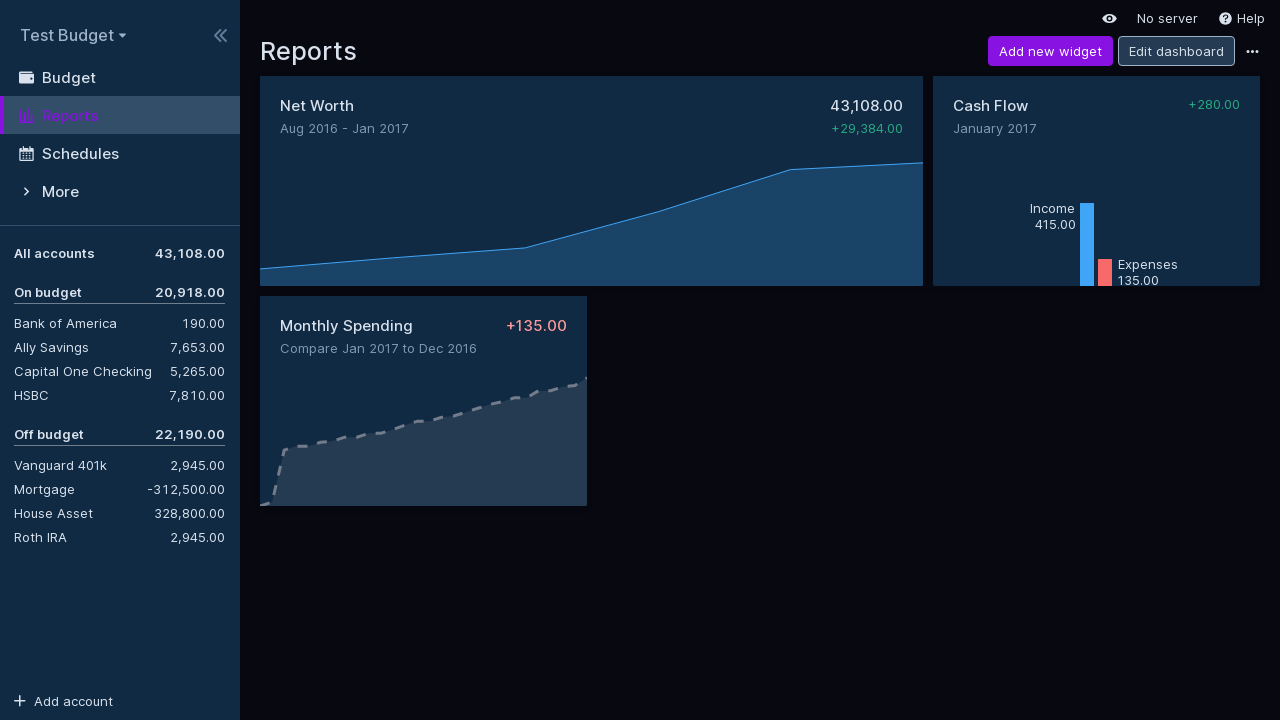 Test Budget
Budget
Reports
Schedules
More
All accounts 43,108.00
On budget 20,918.00
Bank of America 190.00
Ally Savings 7,653.00
Capital One Checking 5,265.00
HSBC 7,810.00
Off budget 22,190.00
Vanguard 401k 2,945.00
Mortgage -312,500.00
House Asset 328,800.00
Roth IRA 2,945.00
Add account
No server
Help
Reports
Add new widget
Edit dashboard
Net Worth 43,108.00
Aug 2016 - Jan 2017 +29,384.00
Cash Flow +280.00
January 2017
Income
415.00
Expenses
135.00
Monthly Spending +135.00
Compare Jan 2017 to Dec 2016